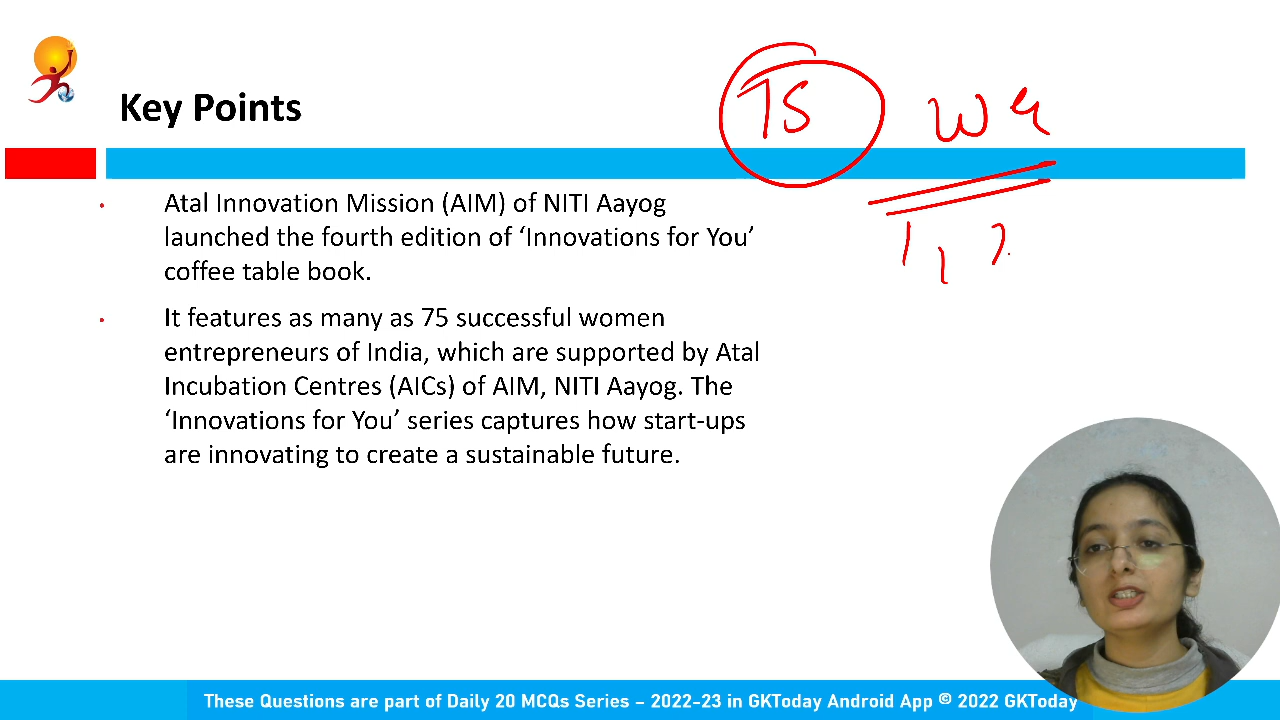 Key Points
75
Atal Innovation Mission (AIM) of NITI Aayog
launched the fourth edition of ‘Innovations for You’
coffee table book.
It features as many as 75 successful women
entrepreneurs of India, which are supported by Atal
Incubation Centres (AICs) of AIM, NITI Aayog. The
‘Innovations for You’ series captures how start-ups
are innovating to create a sustainable future.
These Questions are part of Daily 20 MCQs Series – 2022-23 in GKToday Android App © 2022 GKToday